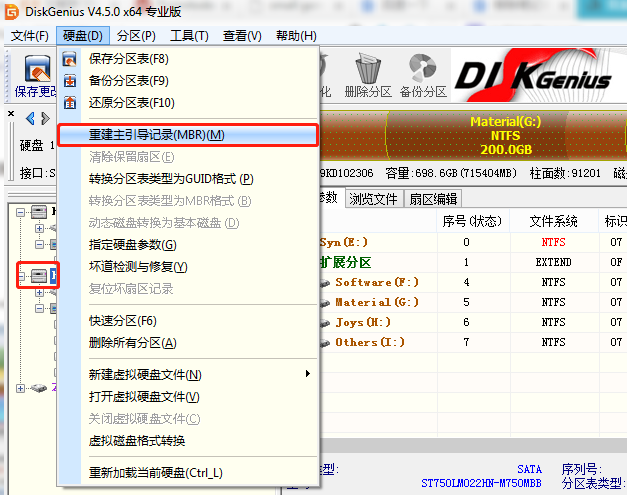 DiskGenius V4.5.0 x64 专业版
文件(F) 硬盘(D) 分区(P) 工具(T) 查看(V) 帮助(H)
保存更改
删除分区 备份分区
DISKGENIUS
保存分区表(F8)
备份分区表(F9)
还原分区表(F10)
重建主引导记录(MBR)(M)
清除保留扇区(E)
转换分区表类型为GUID格式 (P)
转换分区表类型为MBR格式 (B)
动态磁盘转换为基本磁盘 (D)
指定硬盘参数(G)
坏道检测与修复(Y)
复位坏扇区记录
快速分区(F6)
删除所有分区(A)
新建虚拟硬盘文件(N)
打开虚拟硬盘文件(V)
关闭虚拟硬盘文件(C)
虚拟磁盘格式转换
重新加载当前硬盘(Ctrl_L)
硬盘 1
接口:S
Material(G:)
NTFS
200.0GB
9KD102306 容量:698.6GB(715404MB) 柱面数:91201
参数 浏览文件 扇区编辑
序号(状态) 文件系统 标识
Syn(E:) 0 NTFS 07
扩展分区 1 EXTEND 0F
Software(F:) 4 NTFS 07
Material(G:) 5 NTFS 07
Joys(H:) 6 NTFS 07
Others(I:) 7 NTFS 07
类型: SATA 序列号:
ST750LM022HN-M750MBB 分区表类型: